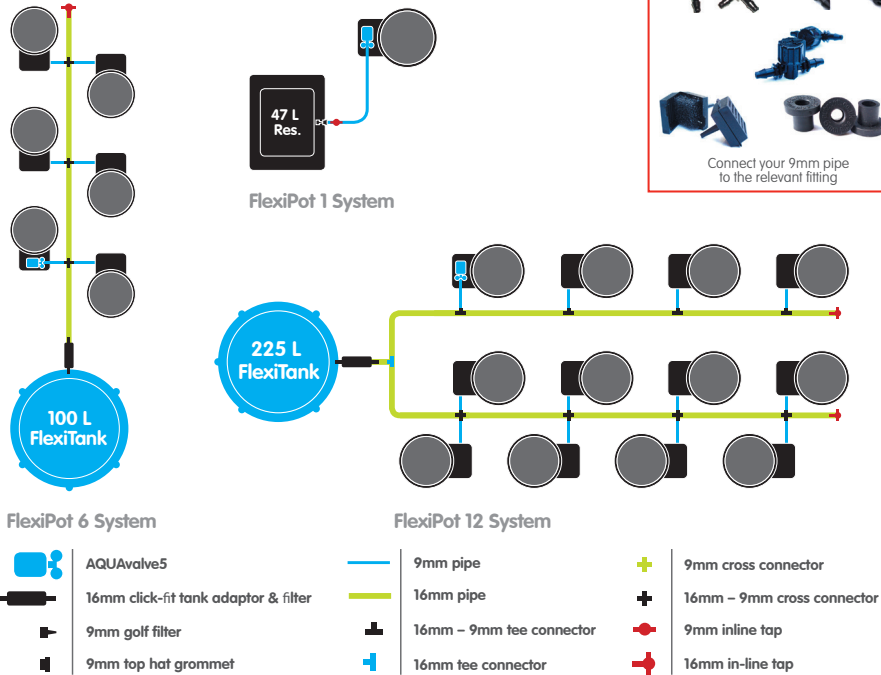 47 L
Res.
FlexiPot 1 System
Connect your 9mm pipe
to the relevant fitting
225 L
FlexiTank
100 L
FlexiTank
FlexiPot 6 System
FlexiPot 12 System
AQUAvalve5
16mm click-fit tank adaptor & filter
9mm golf filter
9mm top hat grommet
9mm pipe
16mm pipe
16mm – 9mm tee connector
16mm tee connector
9mm cross connector
16mm – 9mm cross connector
9mm inline tap
16mm in-line tap